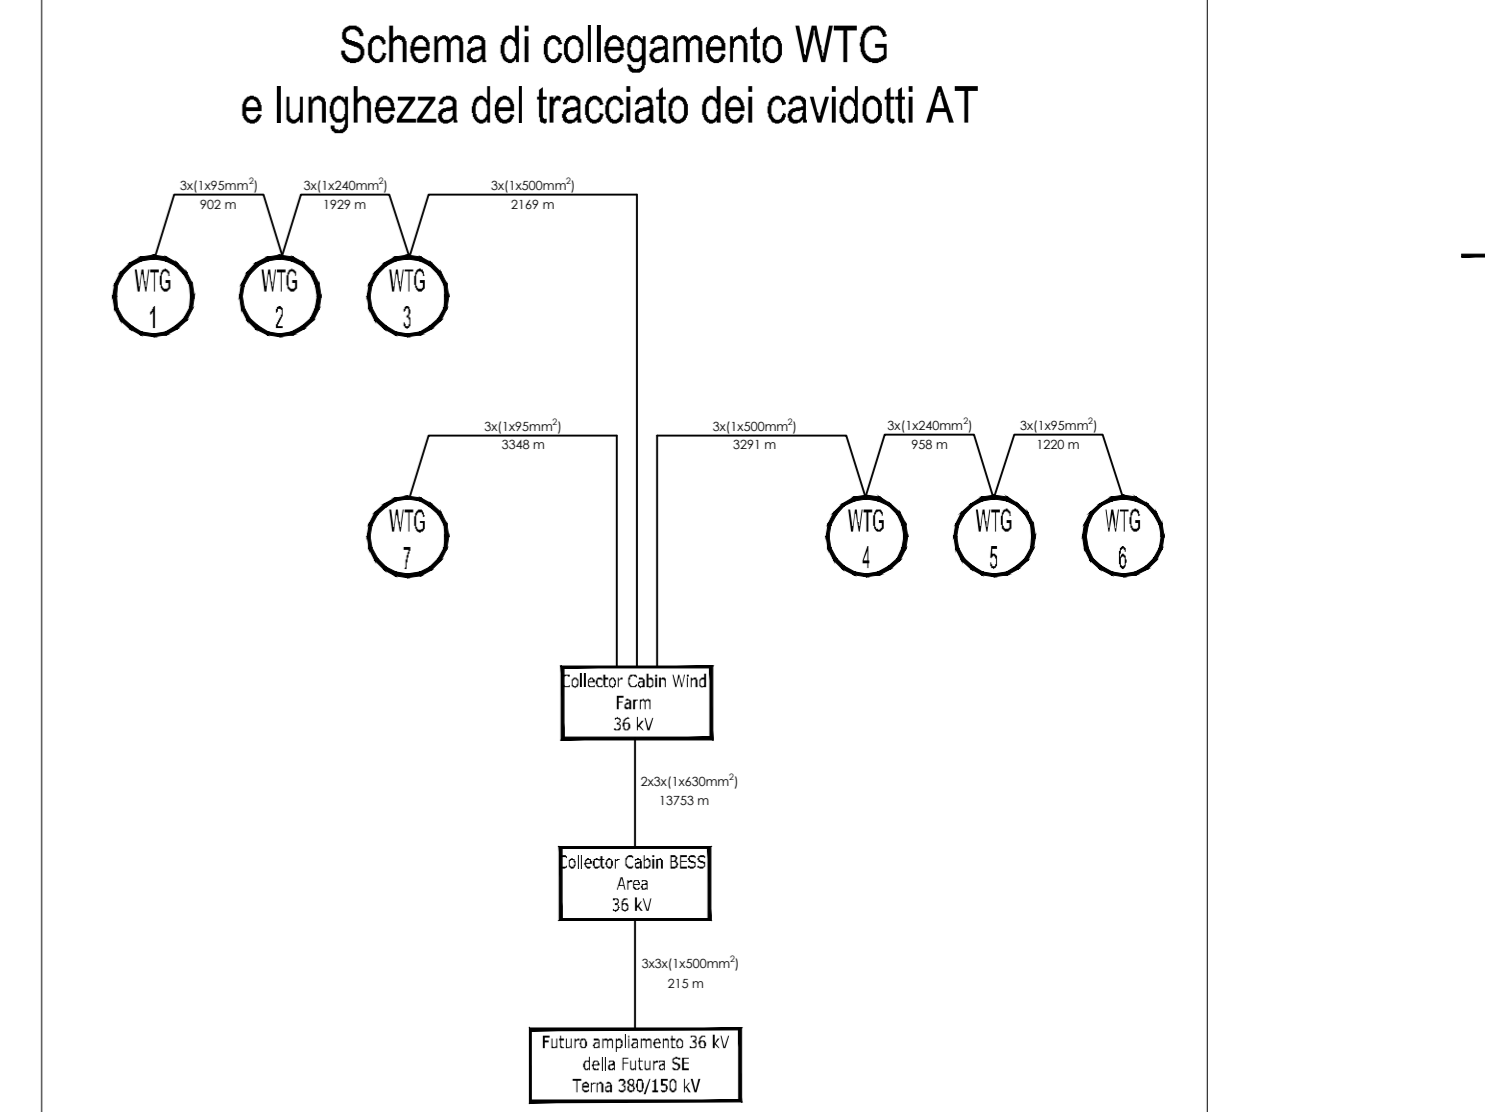 Schema di collegamento WTG
e lunghezza del tracciato dei cavidotti AT
3x(1x95mm²)
902 m
3x(1x240mm²)
1929 m
3x(1x500mm²)
2169 m
WTG
1
WTG
2
WTG
3
3x(1x95mm²)
3348 m
3x(1x500mm²)
3291 m
3x(1x240mm²)
958 m
3x(1x95mm²)
1220 m
WTG
7
WTG
4
WTG
5
WTG
6
Collector Cabin Wind
Farm
36 kV
2x3x(1x630mm²)
13753 m
Collector Cabin BESS
Area
36 kV
3x3x(1x500mm²)
215 m
Futuro ampliamento 36 kV
della Futura SE
Terna 380/150 kV